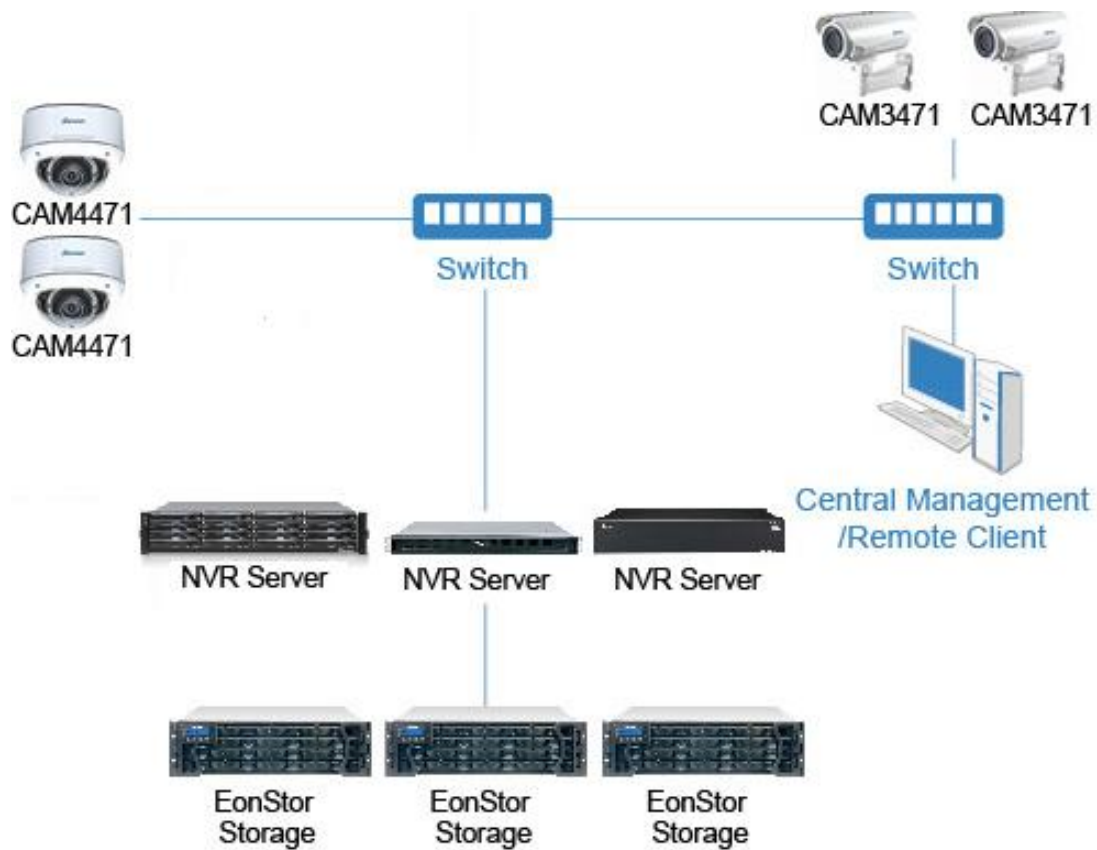 CAM3471 CAM3471
CAM4471
Switch Switch
CAM4471
Central Management
/Remote Client
NVR Server NVR Server NVR Server
EonStor EonStor EonStor
Storage Storage Storage